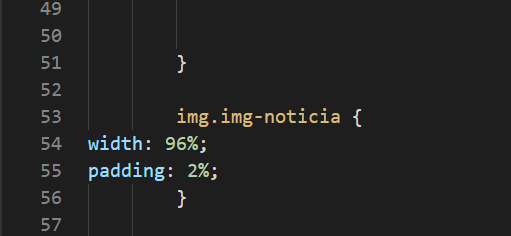 49
50
51 }
52
53 img.img-noticia {
54 width: 96%;
55 padding: 2%;
56 }
57